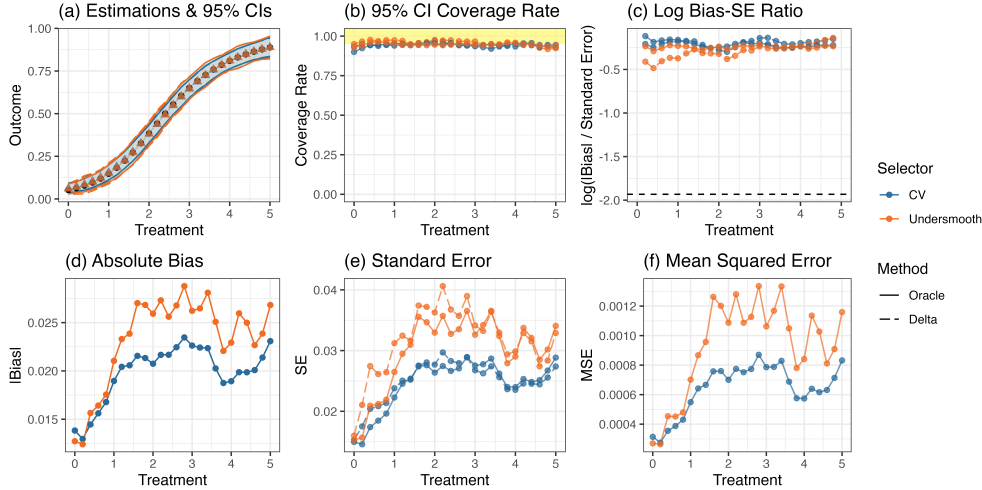 (a) Estimations & 95% CIs
(b) 95% CI Coverage Rate
(c) Log Bias-SE Ratio
Outcome
1.00
0.75
0.50
0.25
0.00
0 1 2 3 4 5
Treatment
Coverage Rate
1.00
0.75
0.50
0.25
0.00
0 1 2 3 4 5
Treatment
log(|Bias| / Standard Error)
-0.5
-1.0
-1.5
-2.0
0 1 2 3 4 5
Treatment
(d) Absolute Bias
(e) Standard Error
(f) Mean Squared Error
|Bias|
0.025
0.020
0.015
0 1 2 3 4 5
Treatment
SE
0.04
0.03
0.02
0 1 2 3 4 5
Treatment
MSE
0.0012
0.0010
0.0008
0.0006
0.0004
0 1 2 3 4 5
Treatment
Selector
CV
Undersmooth
Method
Oracle
Delta